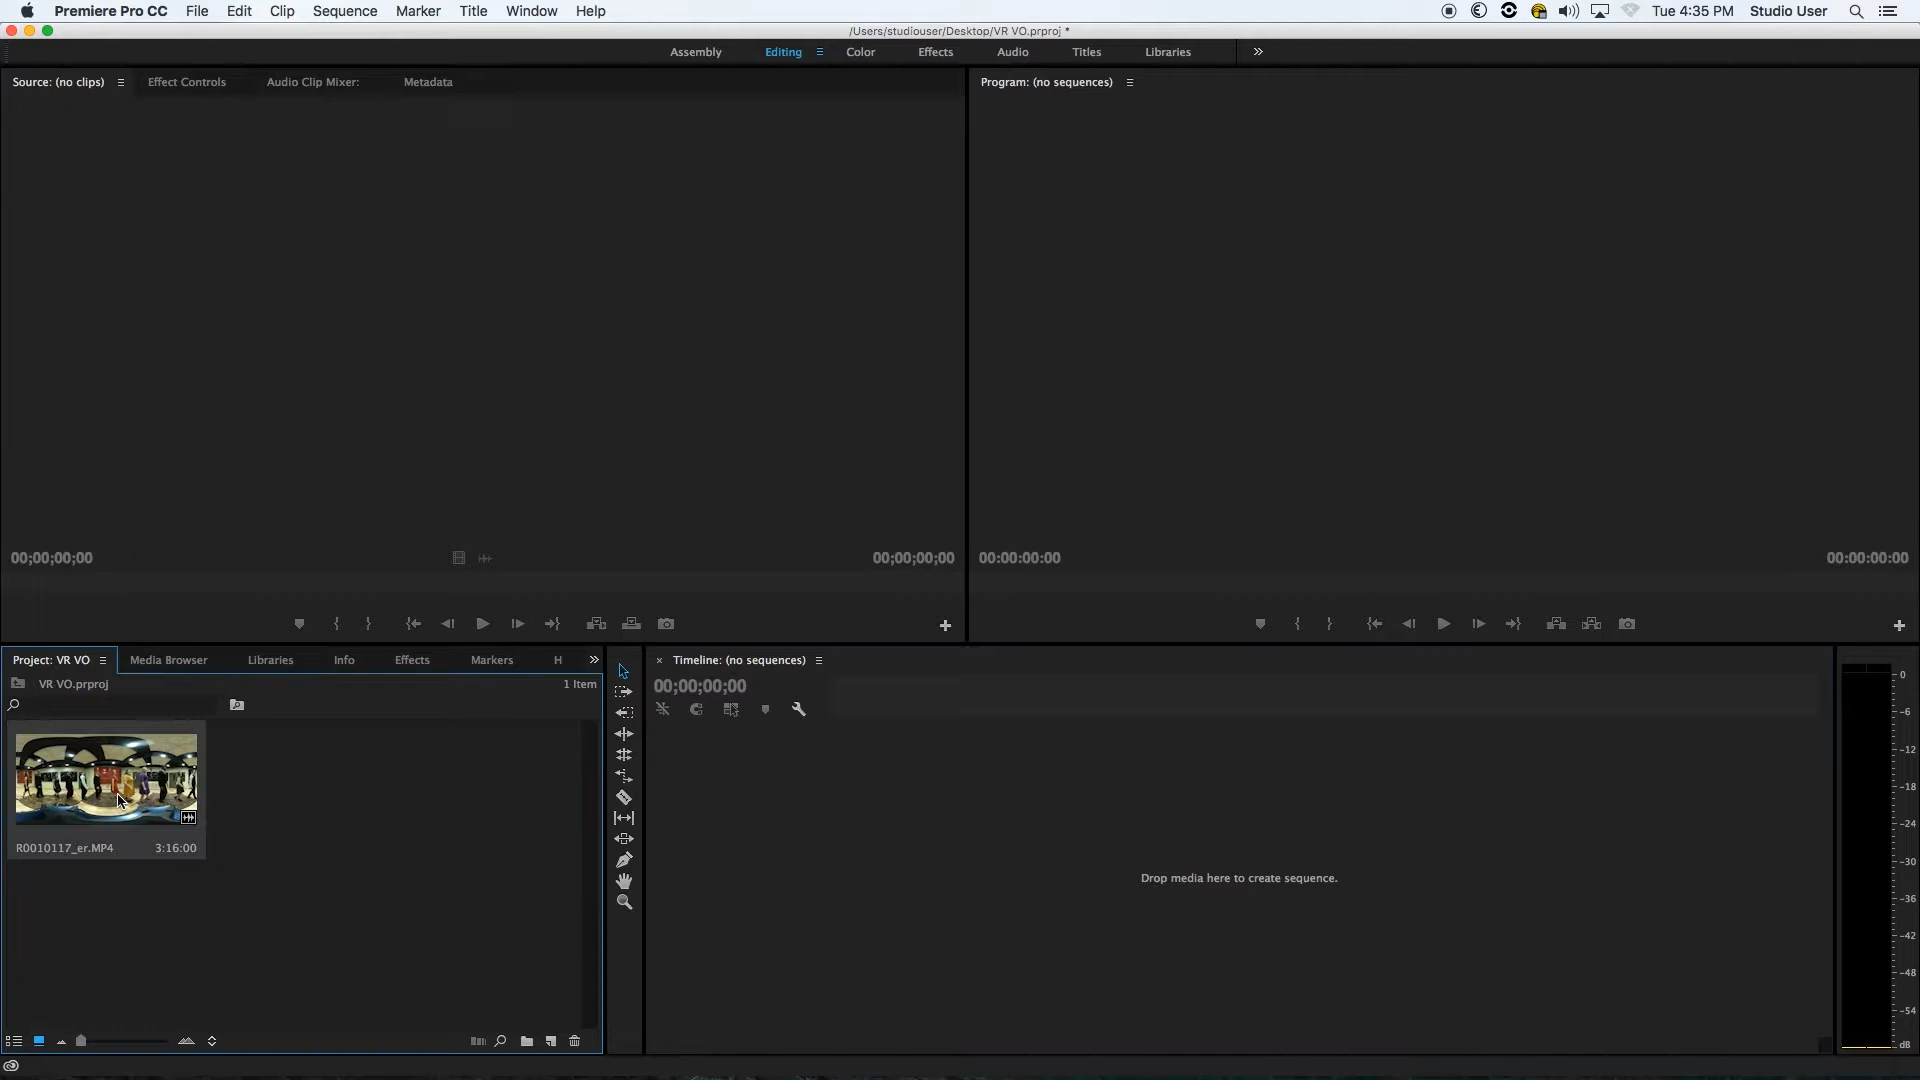 Premiere Pro CC File Edit Clip Sequence Marker Title Window Help Tue 4:35 PM Studio User
/Users/studiouser/Desktop/VR VO.prproj *
Assembly Editing Color Effects Audio Titles Libraries
Source: (no clips) Effect Controls Audio Clip Mixer: Metadata
Program: (no sequences)
00;00;00;00 00;00;00;00
00:00:00:00 00:00:00:00
Project: VR VO Media Browser Libraries Info Effects Markers H
VR VO.prproj 1 Item
R0010117_er.MP4 3:16:00
× Timeline: (no sequences)
00;00;00;00
Drop media here to create sequence.
0
-6
-12
-18
-24
-30
-36
-42
-48
-54
dB